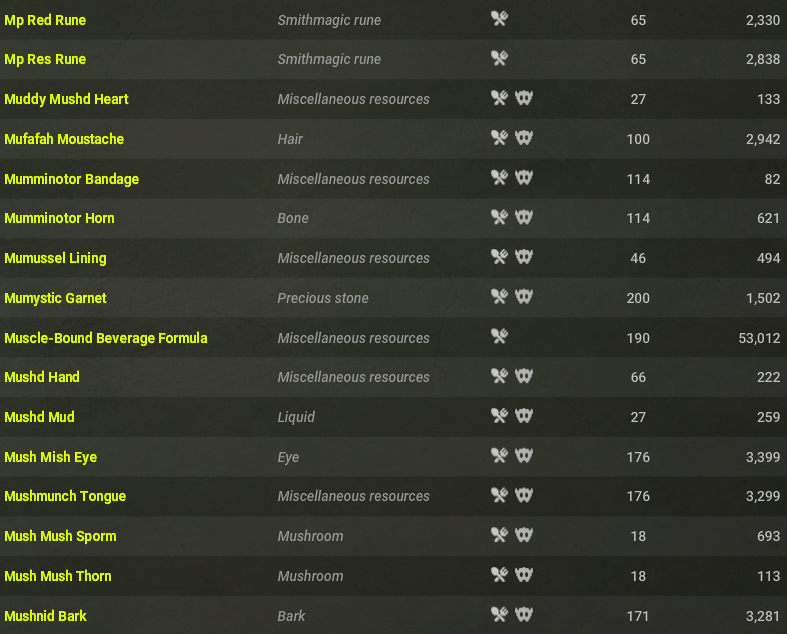 Mp Red Rune Smithmagic rune 65 2,330
Mp Res Rune Smithmagic rune 65 2,838
Muddy Mushd Heart Miscellaneous resources 27 133
Mufafah Moustache Hair 100 2,942
Mumminotor Bandage Miscellaneous resources 114 82
Mumminotor Horn Bone 114 621
Mumussel Lining Miscellaneous resources 46 494
Mumystic Garnet Precious stone 200 1,502
Muscle-Bound Beverage Formula Miscellaneous resources 190 53,012
Mushd Hand Miscellaneous resources 66 222
Mushd Mud Liquid 27 259
Mush Mish Eye Eye 176 3,399
Mushmunch Tongue Miscellaneous resources 176 3,299
Mush Mush Sporm Mushroom 18 693
Mush Mush Thorn Mushroom 18 113
Mushnid Bark Bark 171 3,281